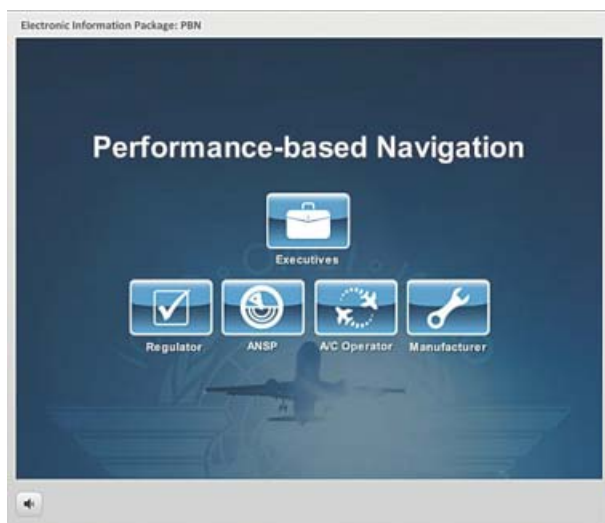 Electronic Information Package: PBN
Performance-based Navigation
Executives
Regulator ANSP A/C Operator Manufacturer